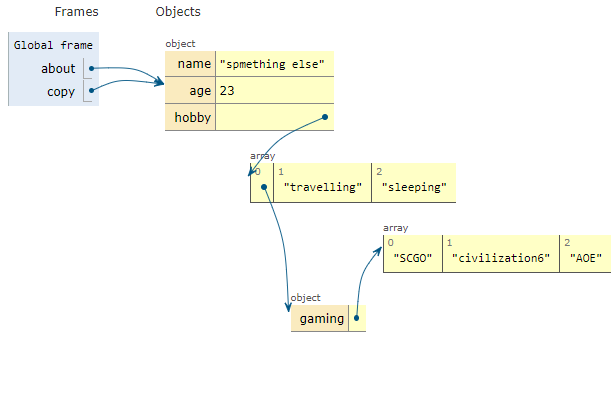 Frames Objects
Global frame
about
copy
object
name "spmething else"
age 23
hobby
array
0 1 2
"travelling" "sleeping"
array
0 1 2
"SCGO" "civilization6" "AOE"
object
gaming